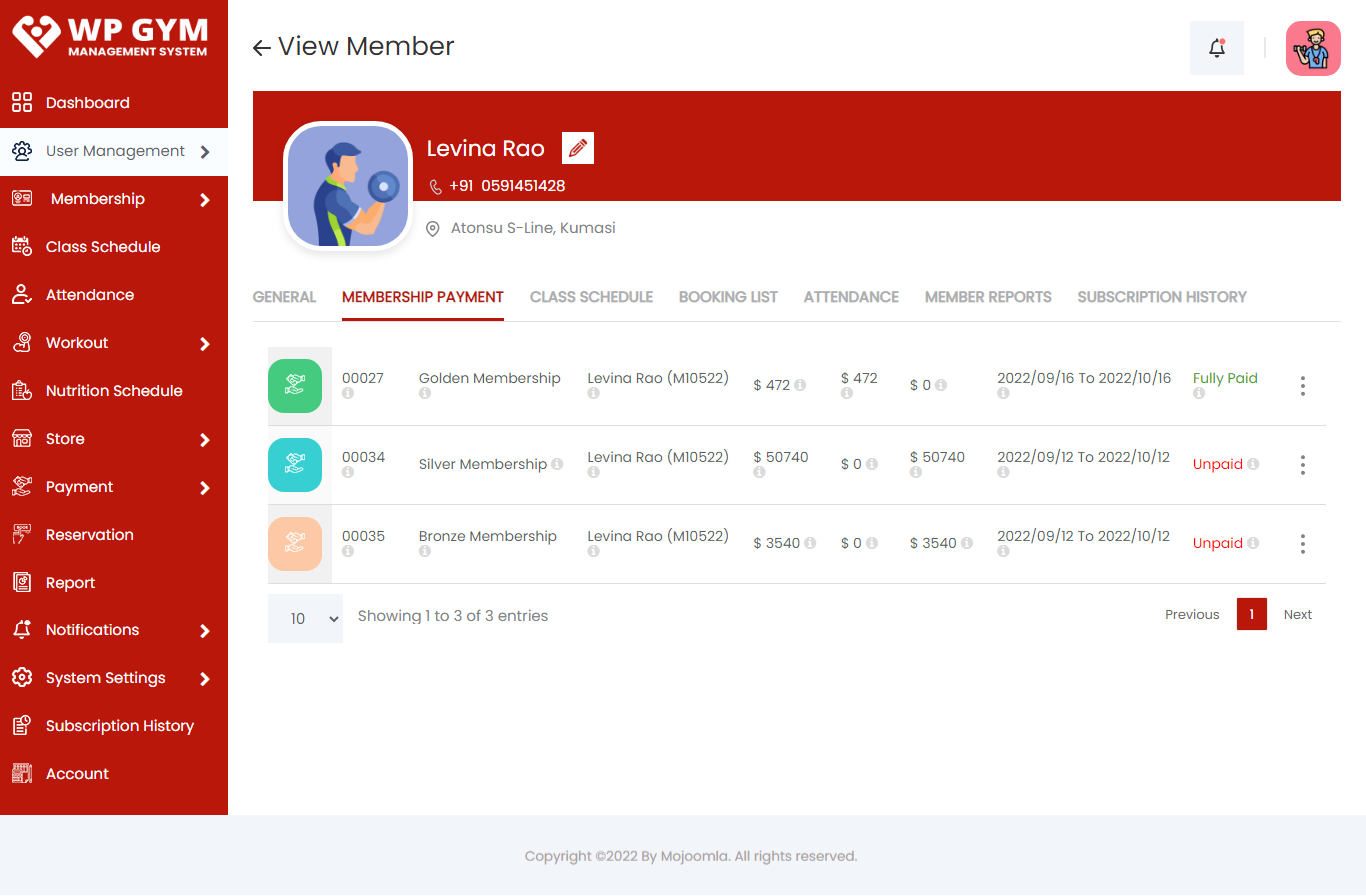 WP GYM
MANAGEMENT SYSTEM
Dashboard
User Management
Membership
Class Schedule
Attendance
Workout
Nutrition Schedule
Store
Payment
Reservation
Report
Notifications
System Settings
Subscription History
Account
View Member
Levina Rao
+91 0591451428
Atonsu S-Line, Kumasi
GENERAL MEMBERSHIP PAYMENT CLASS SCHEDULE BOOKING LIST ATTENDANCE MEMBER REPORTS SUBSCRIPTION HISTORY
00027 Golden Membership Levina Rao (M10522) $ 472 $ 472 $ 0 2022/09/16 To 2022/10/16 Fully Paid
00034 Silver Membership Levina Rao (M10522) $ 50740 $ 0 $ 50740 2022/09/12 To 2022/10/12 Unpaid
00035 Bronze Membership Levina Rao (M10522) $ 3540 $ 0 $ 3540 2022/09/12 To 2022/10/12 Unpaid
10 Showing 1 to 3 of 3 entries Previous 1 Next
Copyright ©2022 By Mojoomla. All rights reserved.